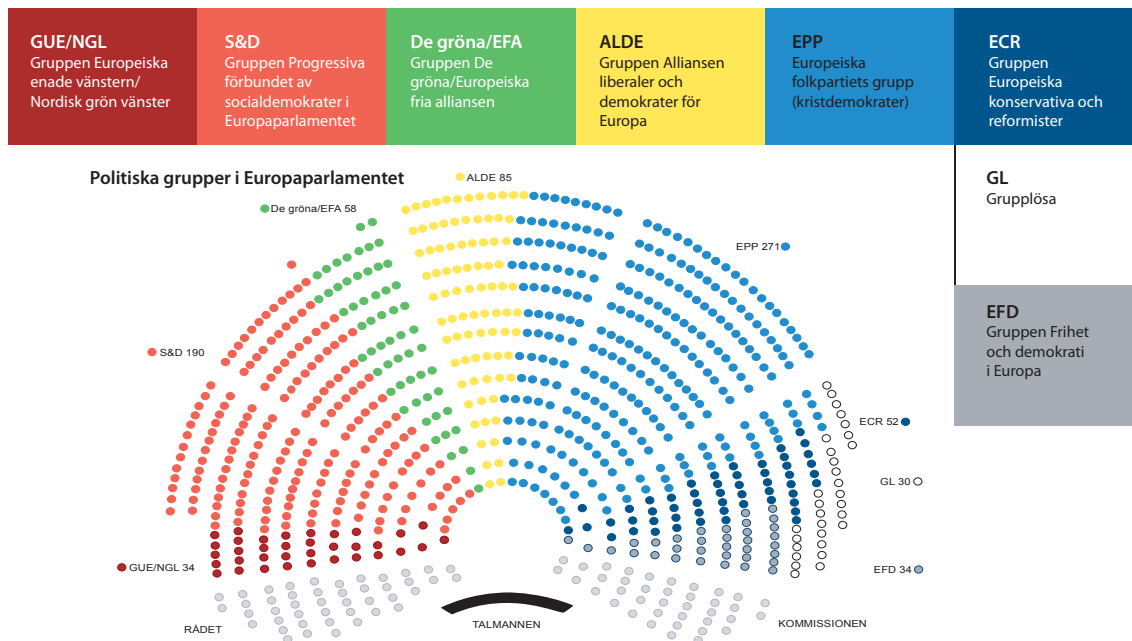 GUE/NGL
Gruppen Europeiska
enade vänstern/
Nordisk grön vänster
S&D
Gruppen Progressiva
förbundet av
socialdemokrater i
Europaparlamentet
De gröna/EFA
Gruppen De
gröna/Europeiska
fria alliansen
ALDE
Gruppen Alliansen
liberaler och
demokrater för
Europa
EPP
Europeiska
folkpartiets grupp
(kristdemokrater)
ECR
Gruppen
Europeiska
konservativa och
reformister
GL
Grupplösa
EFD
Gruppen Frihet
och demokrati
i Europa
Politiska grupper i Europaparlamentet
ALDE 85
De gröna/EFA 58
EPP 271
S&D 190
ECR 52
GL 30
GUE/NGL 34
EFD 34
RÅDET
TALMANNEN
KOMMISSIONEN